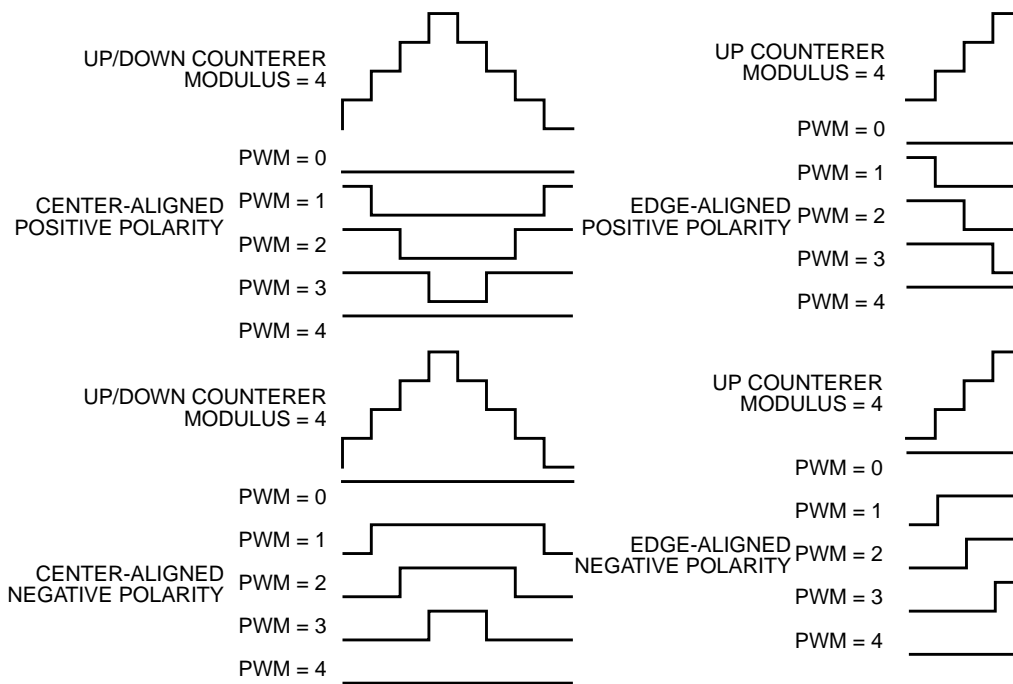 UP/DOWN COUNTERER
MODULUS = 4
PWM = 0
CENTER-ALIGNED
POSITIVE POLARITY
PWM = 1
PWM = 2
PWM = 3
PWM = 4
UP COUNTERER
MODULUS = 4
PWM = 0
EDGE-ALIGNED
POSITIVE POLARITY
PWM = 1
PWM = 2
PWM = 3
PWM = 4
UP/DOWN COUNTERER
MODULUS = 4
PWM = 0
CENTER-ALIGNED
NEGATIVE POLARITY
PWM = 1
PWM = 2
PWM = 3
PWM = 4
UP COUNTERER
MODULUS = 4
PWM = 0
EDGE-ALIGNED
NEGATIVE POLARITY
PWM = 1
PWM = 2
PWM = 3
PWM = 4